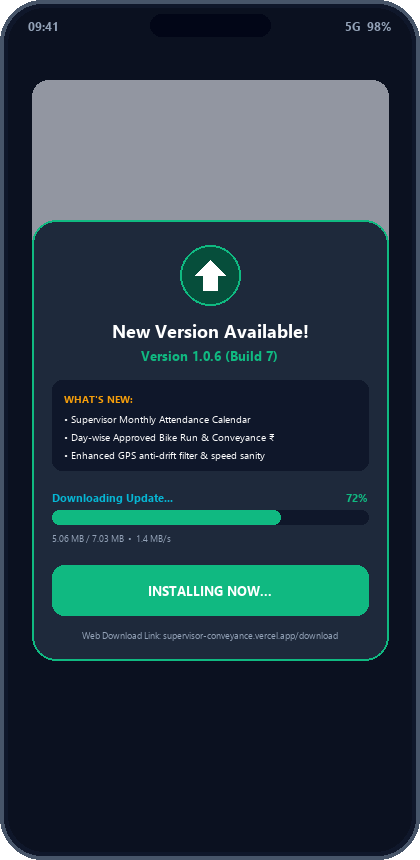 09:41
5G 98%
New Version Available!
Version 1.0.6 (Build 7)
WHAT'S NEW:
• Supervisor Monthly Attendance Calendar
• Day-wise Approved Bike Run & Conveyance ₹
• Enhanced GPS anti-drift filter & speed sanity
Downloading Update... 72%
5.06 MB / 7.03 MB • 1.4 MB/s
INSTALLING NOW...
Web Download Link: supervisor-conveyance.vercel.app/download